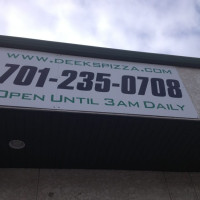 www.deekspizza.com
701-235-0708
Open Until 3am Daily